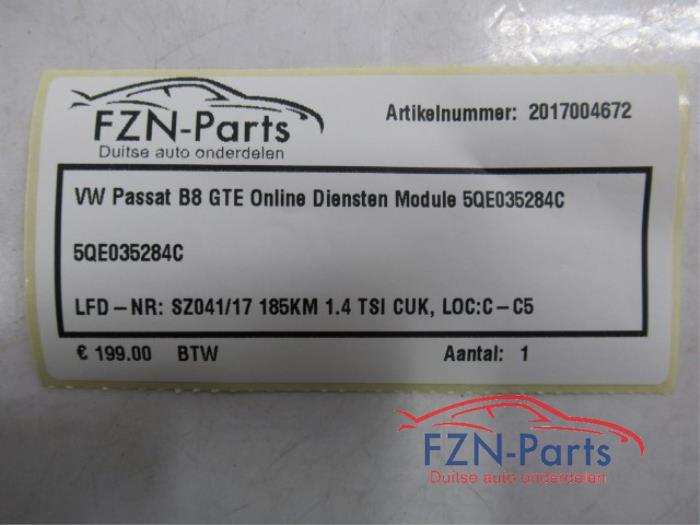 FZN-Parts
Duitse auto onderdelen
Artikelnummer: 2017004672
VW Passat B8 GTE Online Diensten Module 5QE035284C
5QE035284C
LFD-NR: SZ041/17 185KM 1.4 TSI CUK, LOC:C-C5
€ 199.00 BTW
Aantal: 1
FZN-Parts
Duitse auto onderdelen